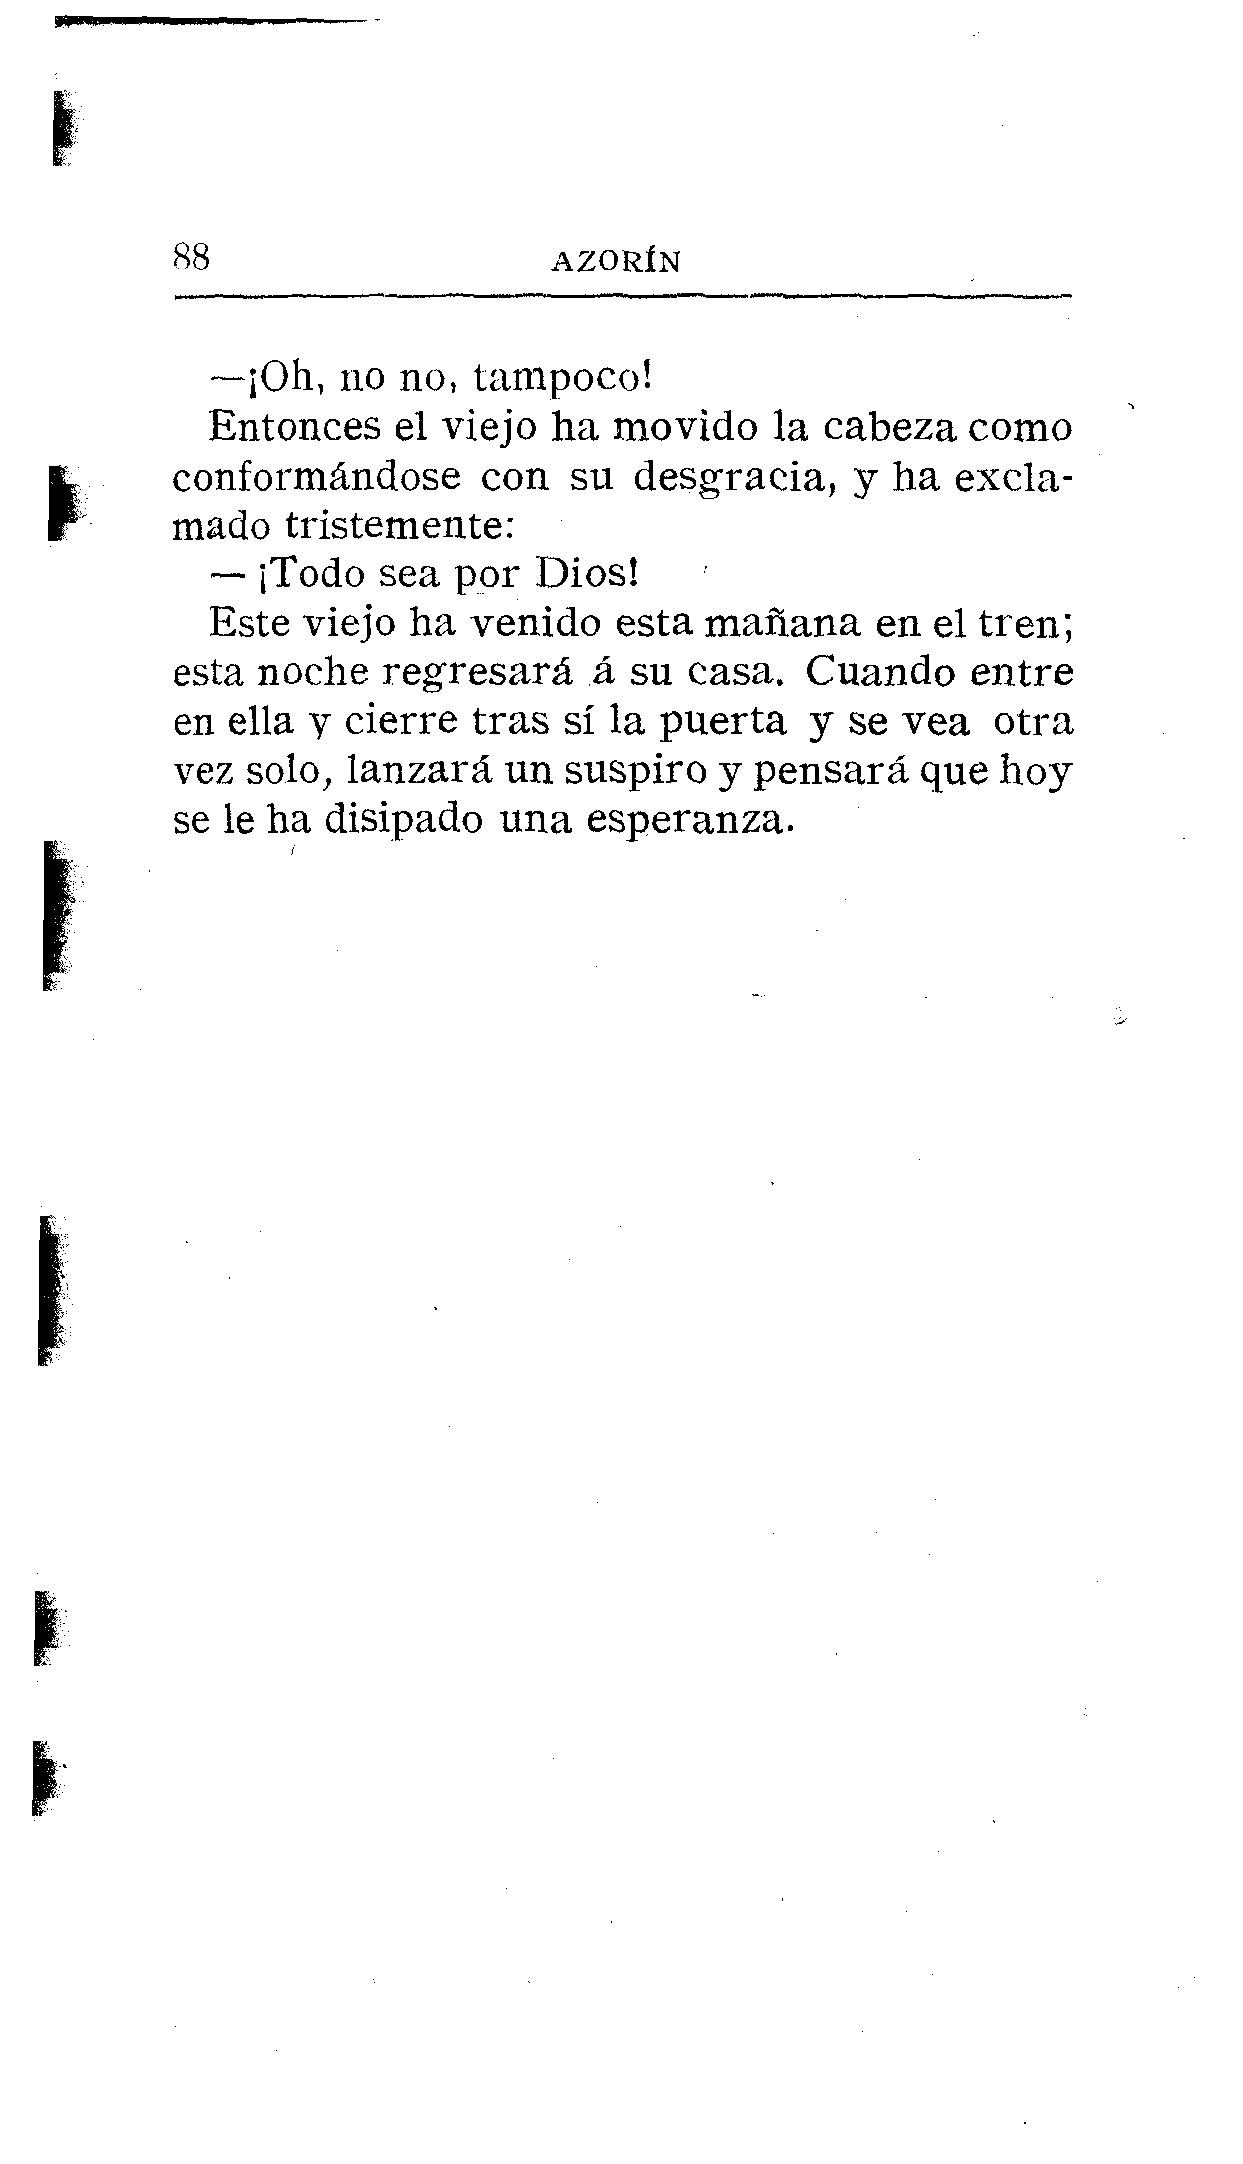 88 AZORÍN
—¡Oh, no no, tampoco!
Entonces el viejo ha movido la cabeza como
conformándose con su desgracia, y ha excla-
mado tristemente:
— ¡Todo sea por Dios!
Este viejo ha venido esta mañana en el tren;
esta noche regresará á su casa. Cuando entre
en ella y cierre tras sí la puerta y se vea otra
vez solo, lanzará un suspiro y pensará que hoy
se le ha disipado una esperanza.